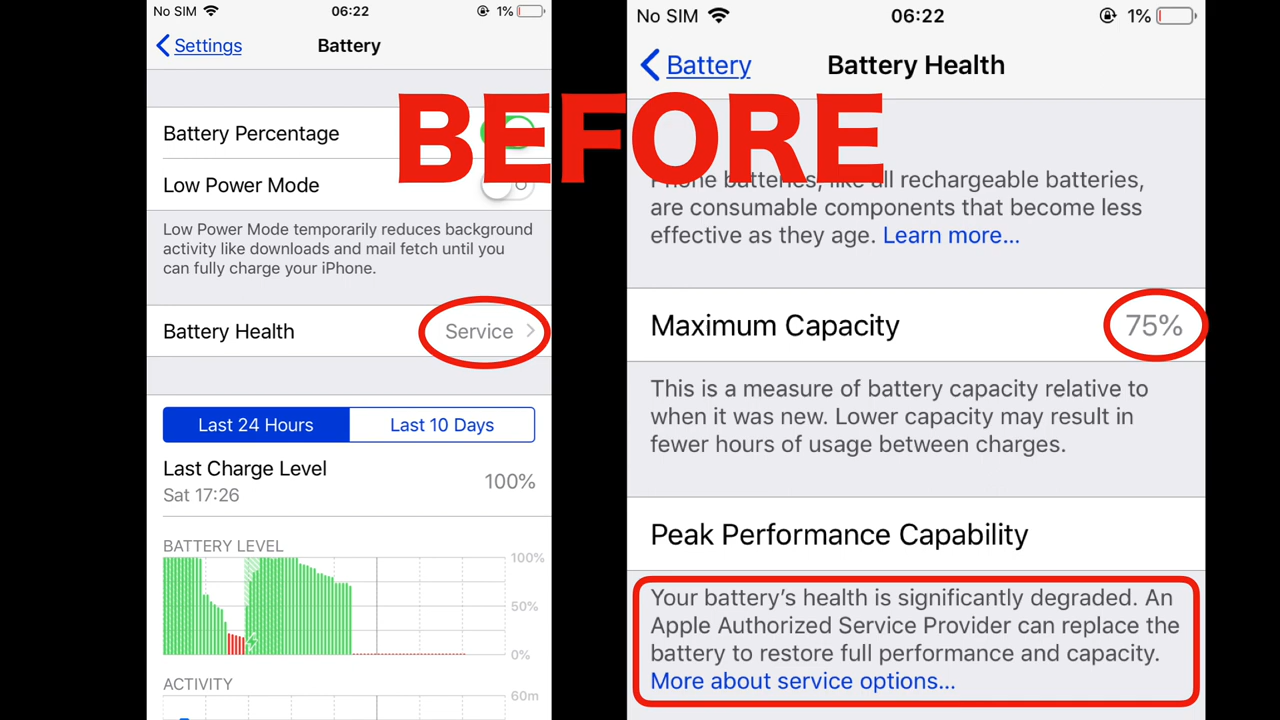 No SIM 06:22 1%
Settings Battery
Battery Percentage
Low Power Mode
Low Power Mode temporarily reduces background
activity like downloads and mail fetch until you
can fully charge your iPhone.
Battery Health Service
Last 24 Hours Last 10 Days
Last Charge Level
100%
Sat 17:26
BATTERY LEVEL
100%
50%
0%
ACTIVITY
60m
BEFORE
No SIM 06:22 1%
Battery Battery Health
Phone batteries, like all rechargeable batteries,
are consumable components that become less
effective as they age. Learn more...
Maximum Capacity 75%
This is a measure of battery capacity relative to
when it was new. Lower capacity may result in
fewer hours of usage between charges.
Peak Performance Capability
Your battery's health is significantly degraded. An
Apple Authorized Service Provider can replace the
battery to restore full performance and capacity.
More about service options...